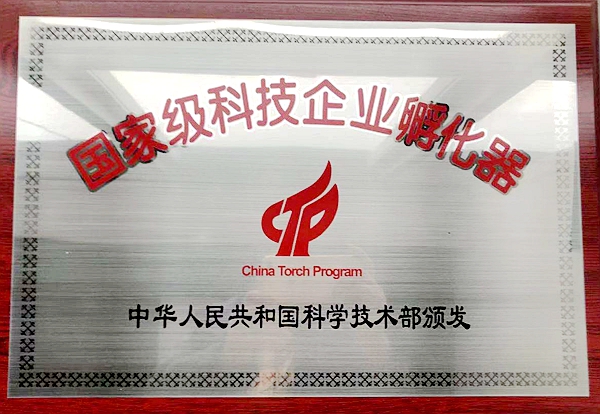 国家级科技企业孵化器
CTP
China Torch Program
中华人民共和国科学技术部颁发